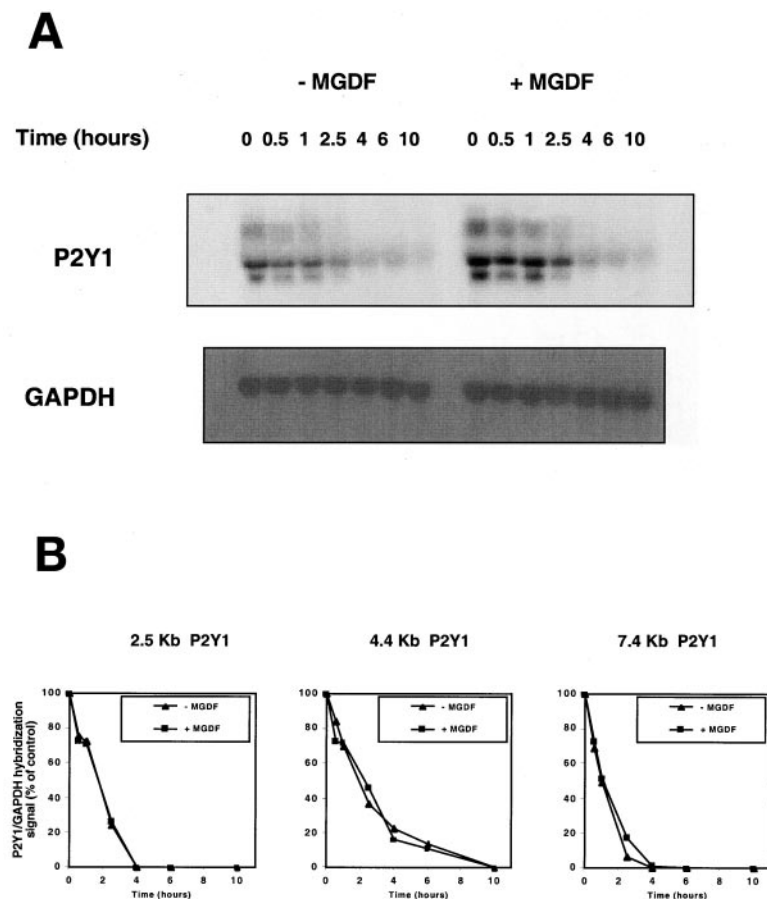 A
- MGDF + MGDF
Time (hours) 0 0.5 1 2.5 4 6 10 0 0.5 1 2.5 4 6 10
P2Y1
GAPDH
B
2.5 Kb P2Y1
4.4 Kb P2Y1
7.4 Kb P2Y1
P2Y1/GAPDH hybridization
signal (% of control)
100
80
60
40
20
0
- MGDF
+ MGDF
0 2 4 6 8 10
Time (hours)
100
80
60
40
20
0
- MGDF
+ MGDF
0 2 4 6 8 10
Time (hours)
100
80
60
40
20
0
- MGDF
+ MGDF
0 2 4 6 8 10
Time (hours)